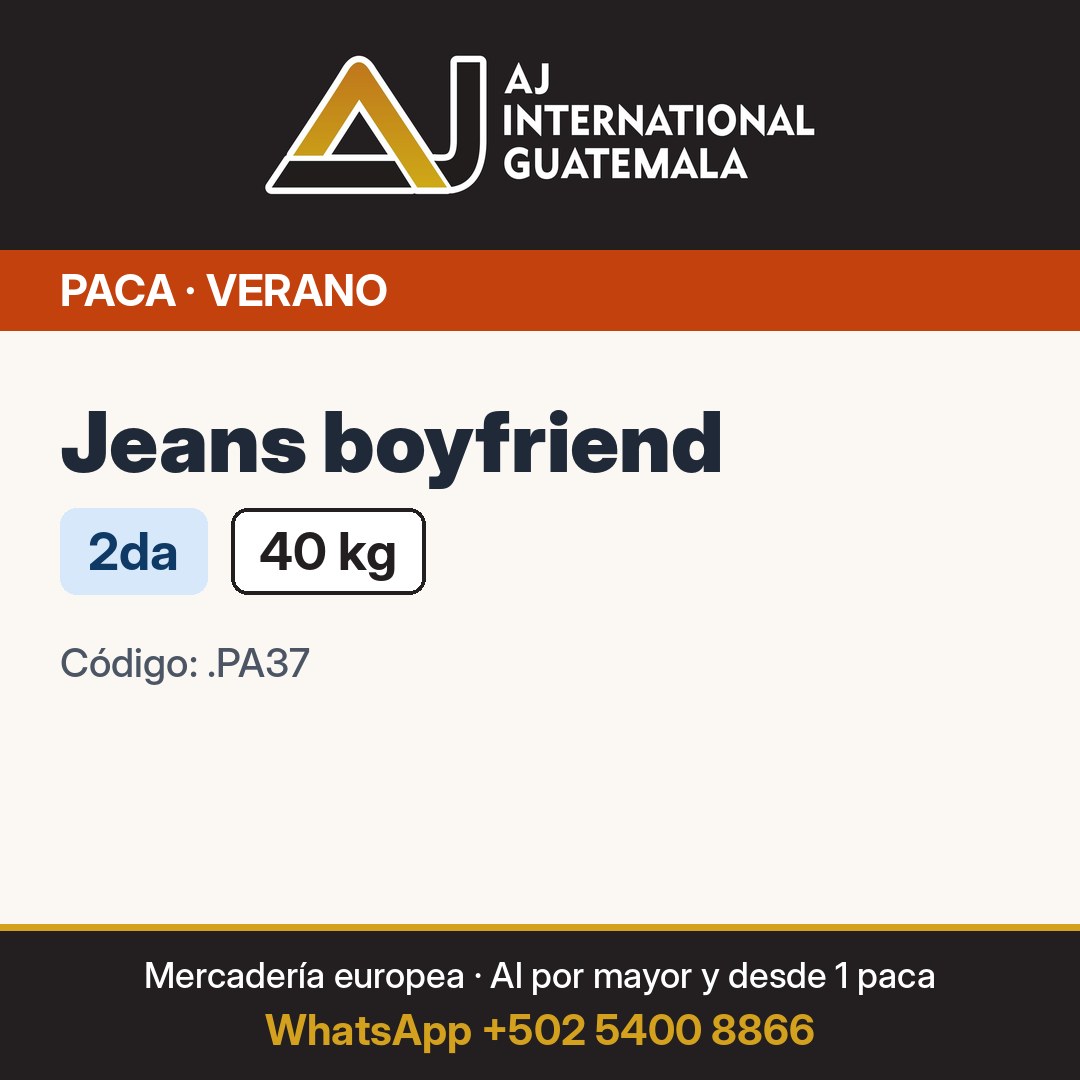 AJ
INTERNATIONAL
GUATEMALA
PACA · VERANO
Jeans boyfriend
2da
40 kg
Código: .PA37
Mercadería europea · Al por mayor y desde 1 paca
WhatsApp +502 5400 8866